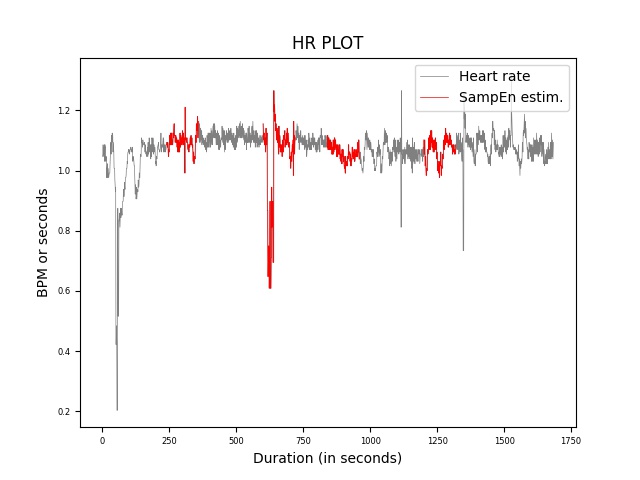 HR PLOT
Heart rate
SampEn estim.
BPM or seconds
1.2
1.0
0.8
0.6
0.4
0.2
0 250 500 750 1000 1250 1500 1750
Duration (in seconds)